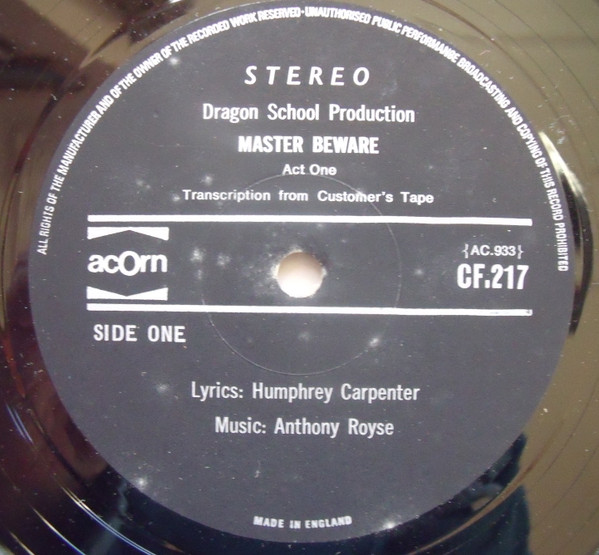 ALL RIGHTS OF THE MANUFACTURER AND OF THE OWNER OF THE RECORDED WORK RESERVED · UNAUTHORISED PUBLIC PERFORMANCE BROADCASTING AND COPYING OF THIS RECORD PROHIBITED
STEREO
Dragon School Production
MASTER BEWARE
Act One
Transcription from Customer's Tape
{AC.933}
acorn
CF.217
SIDE ONE
Lyrics: Humphrey Carpenter
Music: Anthony Royse
MADE IN ENGLAND